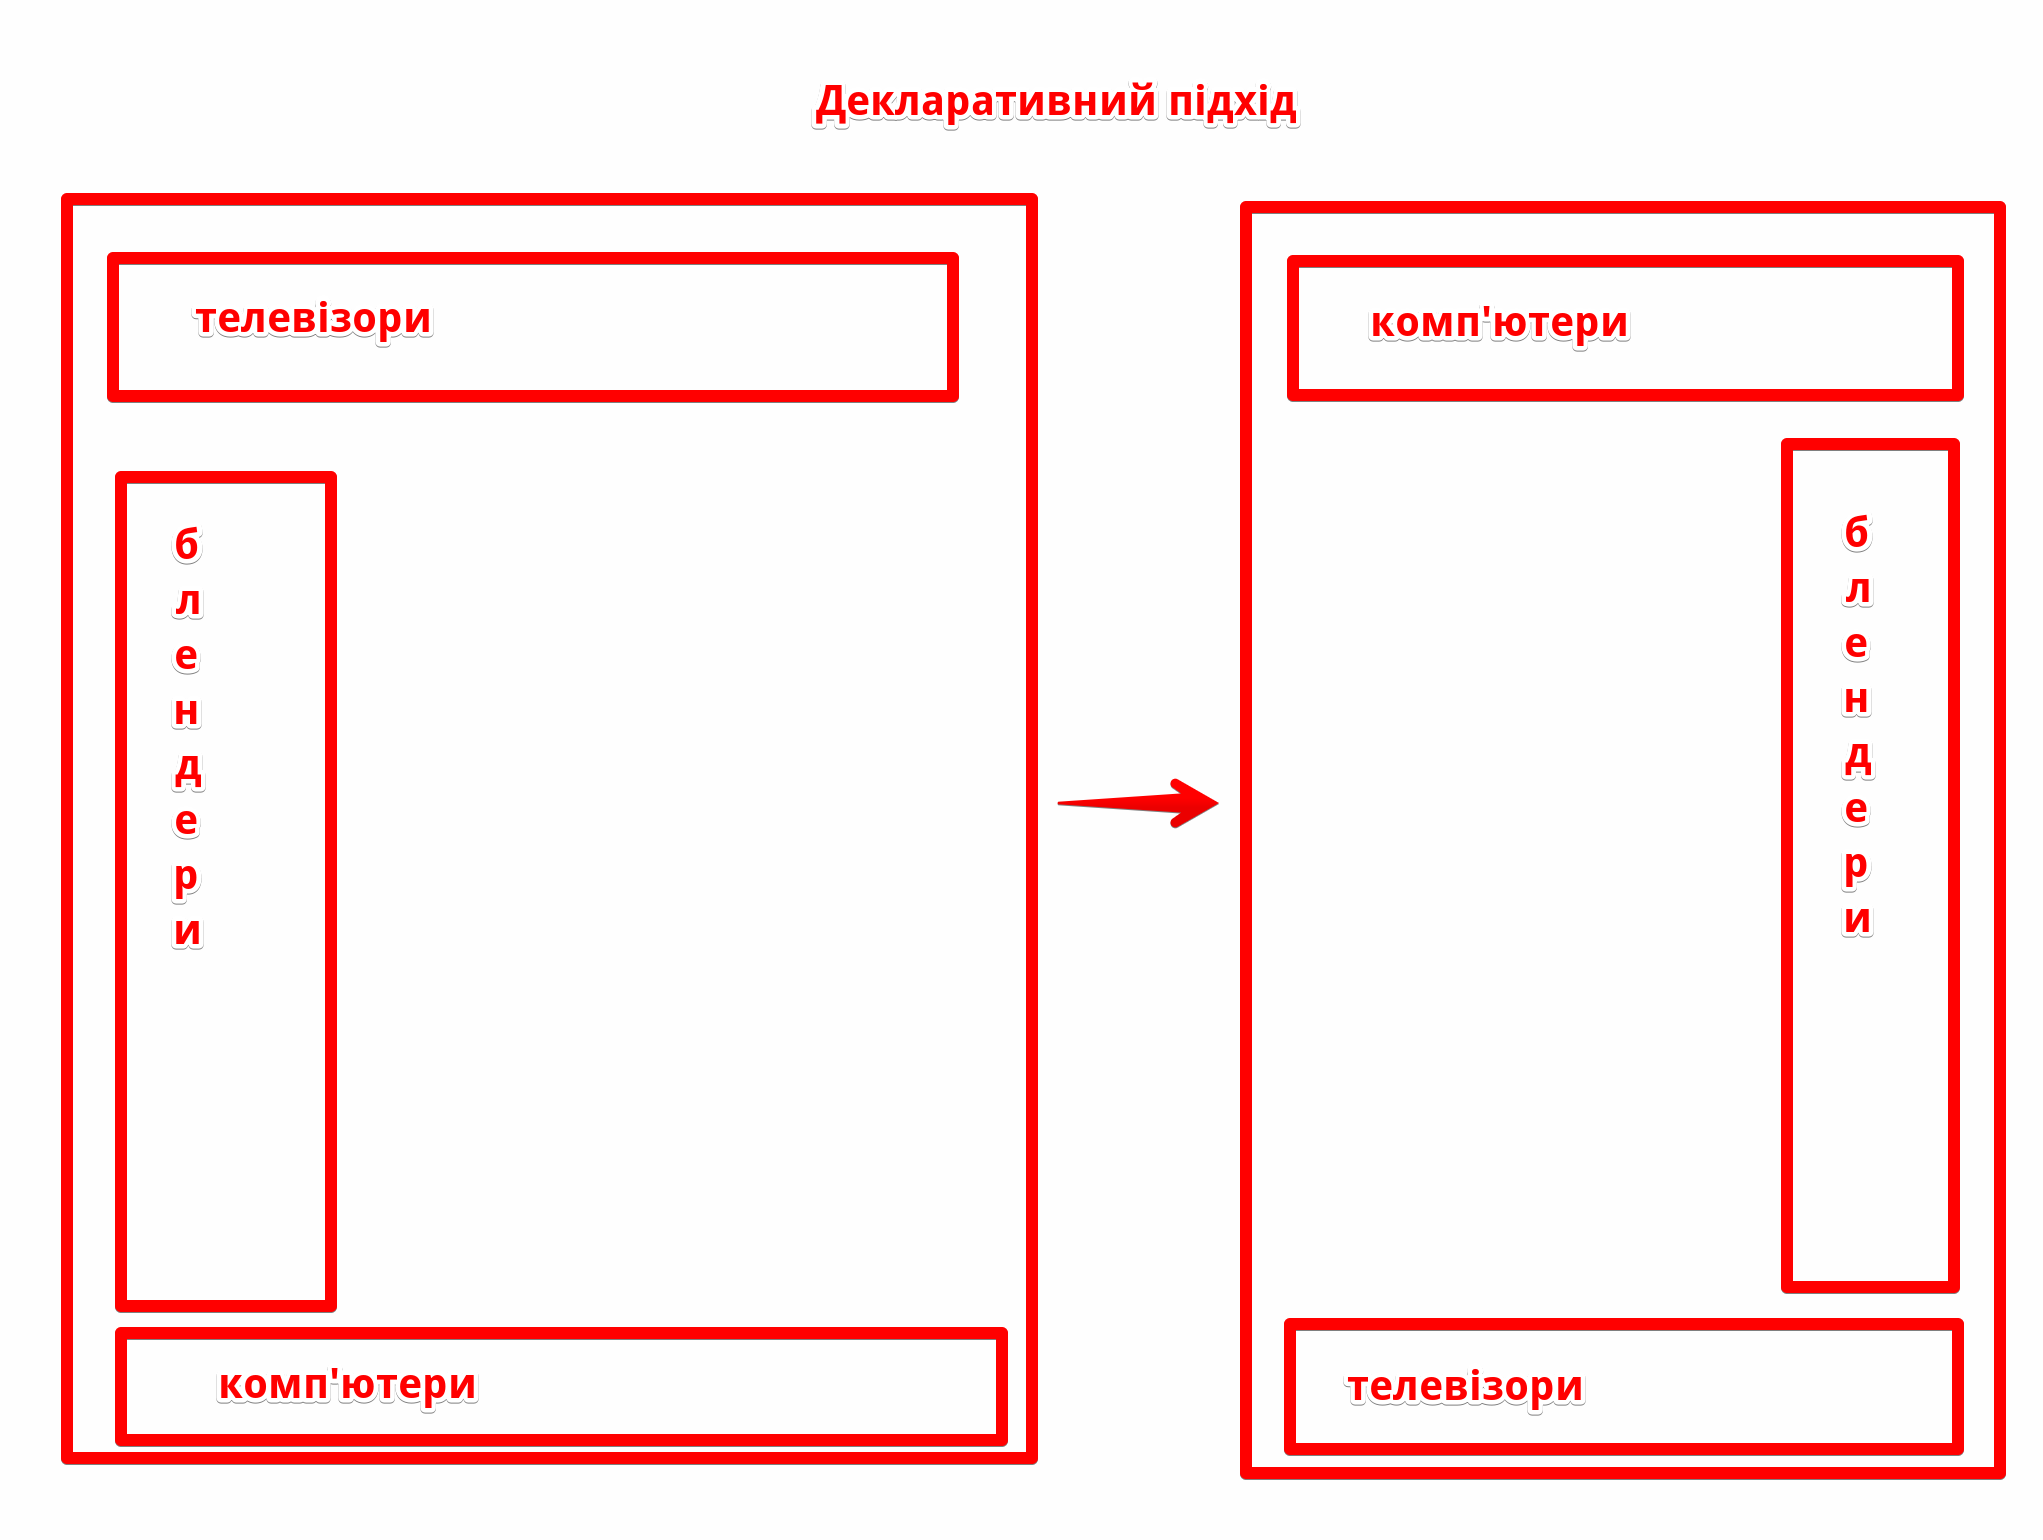 Декларативний підхід
телевізори
б
л
е
н
д
е
р
и
комп'ютери
комп'ютери
б
л
е
н
д
е
р
и
телевізори